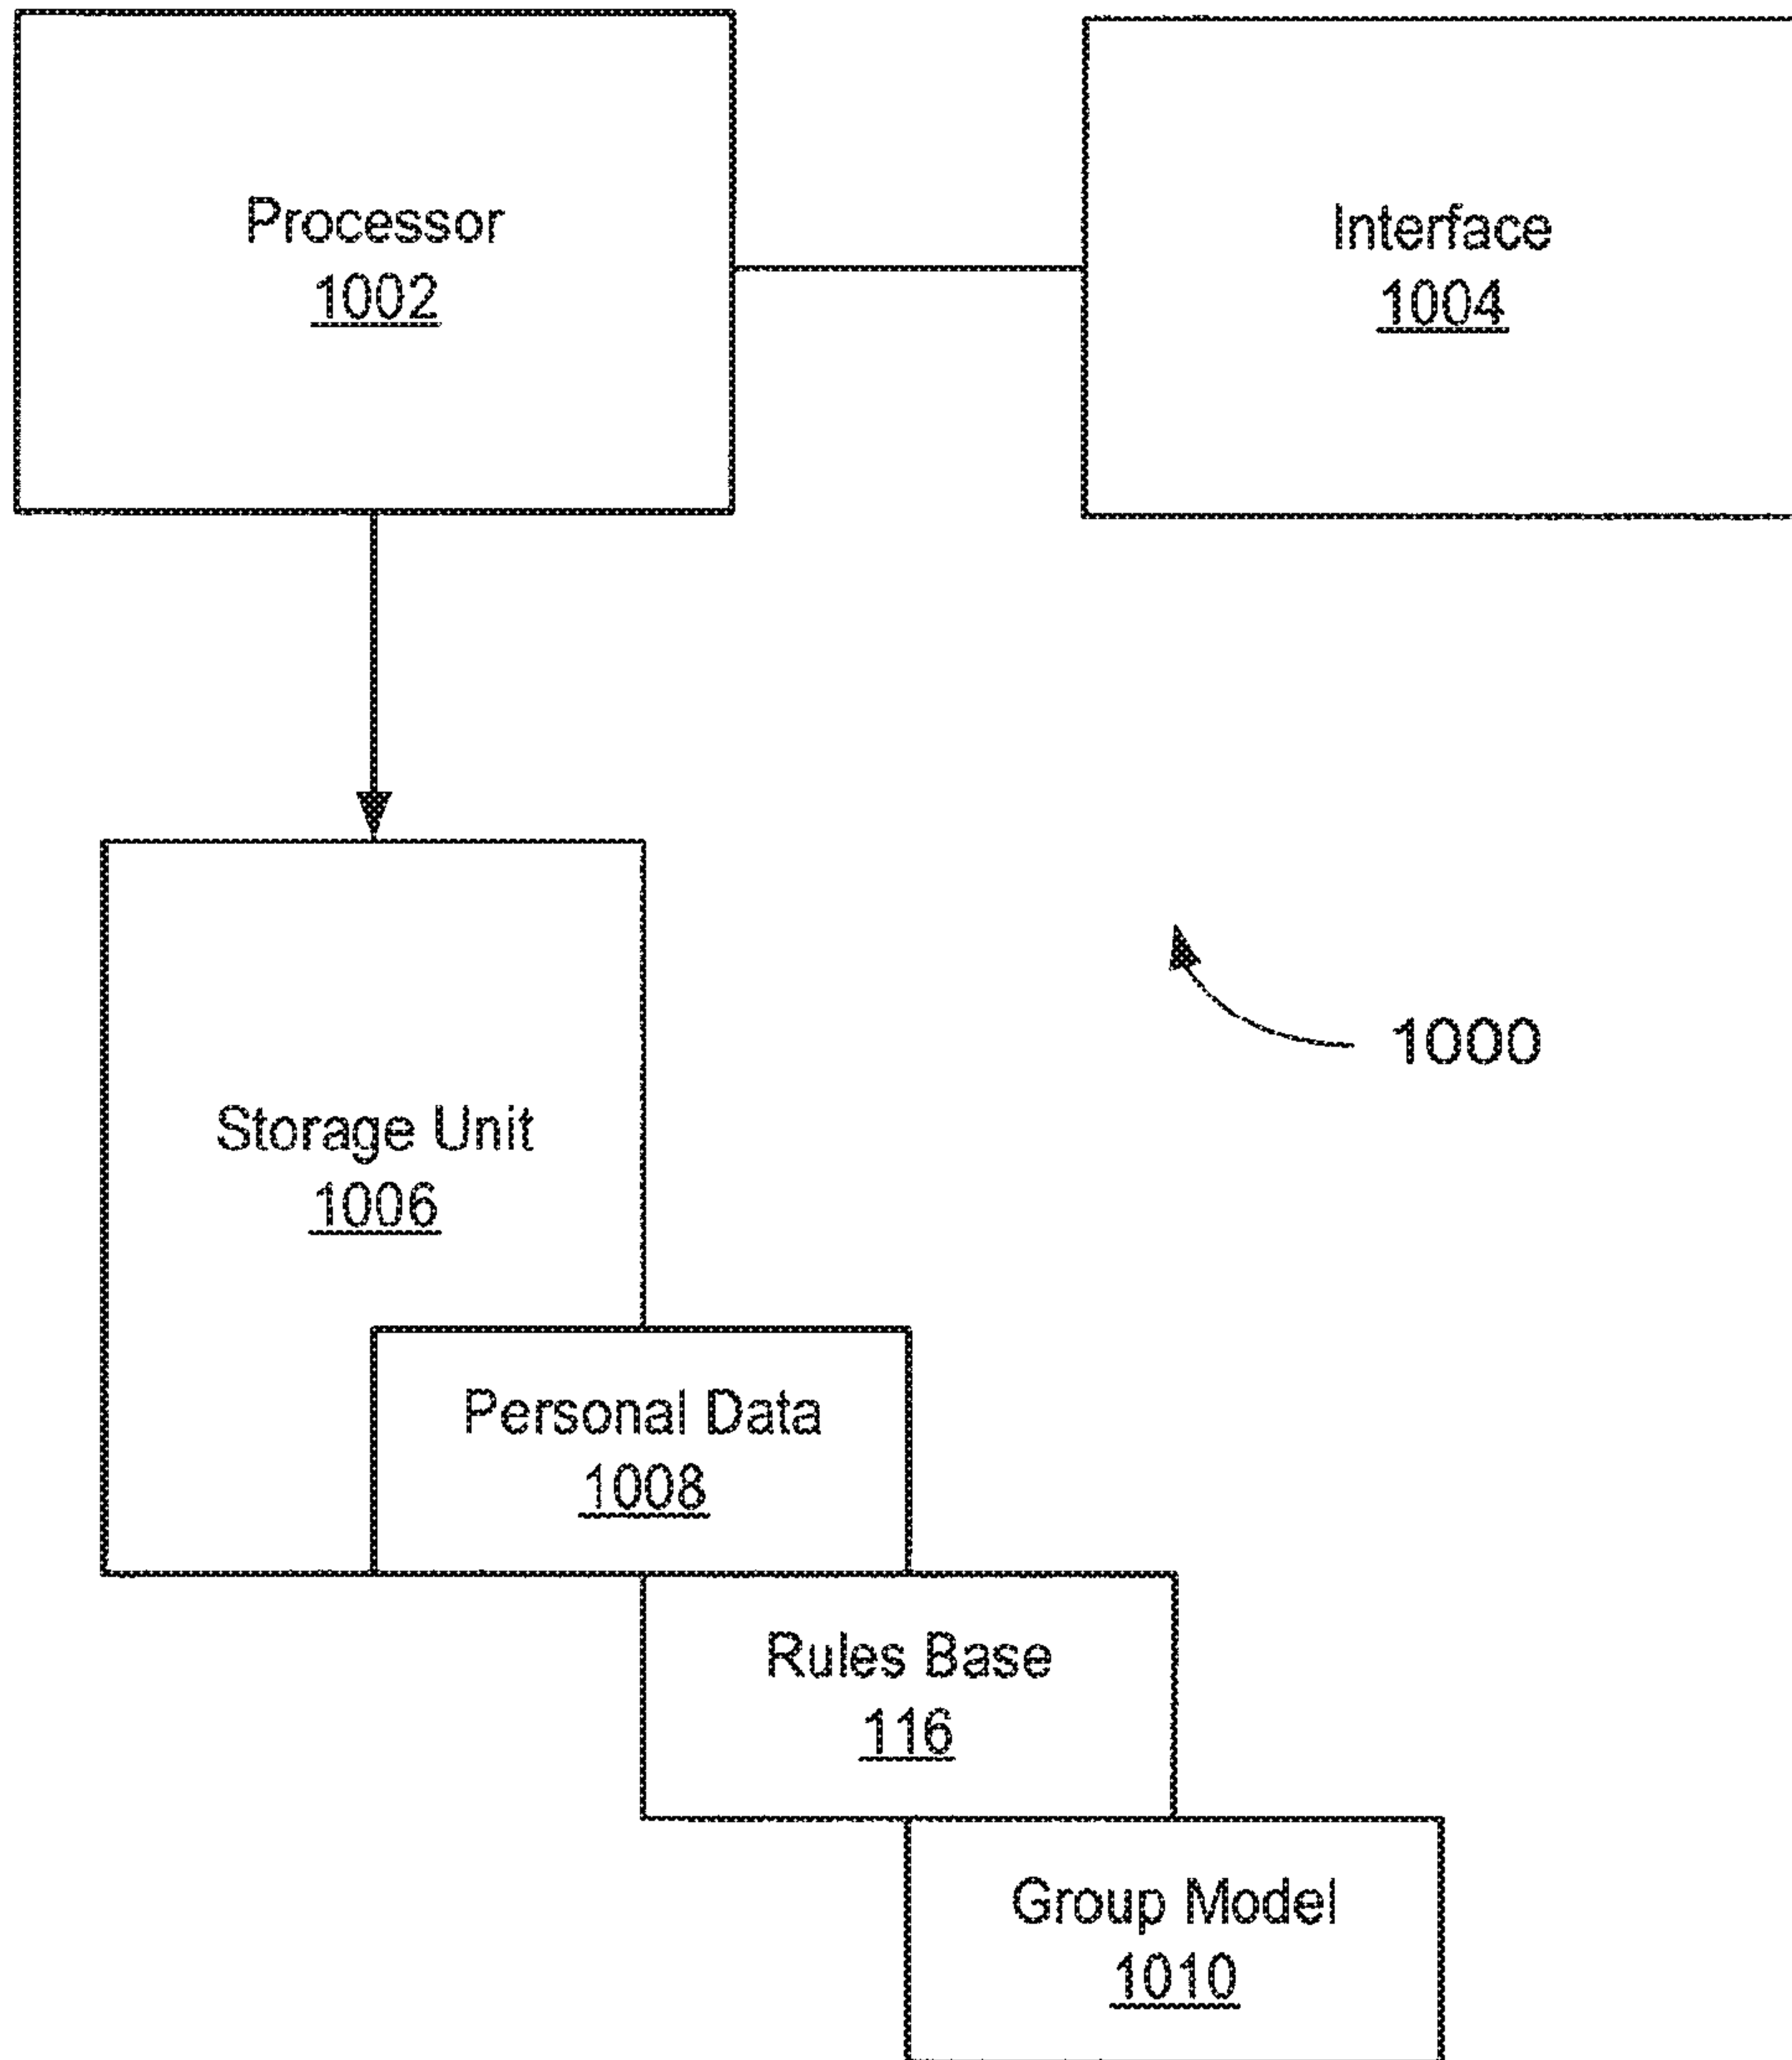 Processor
1002
Interface
1004
1000
Storage Unit
1006
Personal Data
1008
Rules Base
116
Group Model
1010